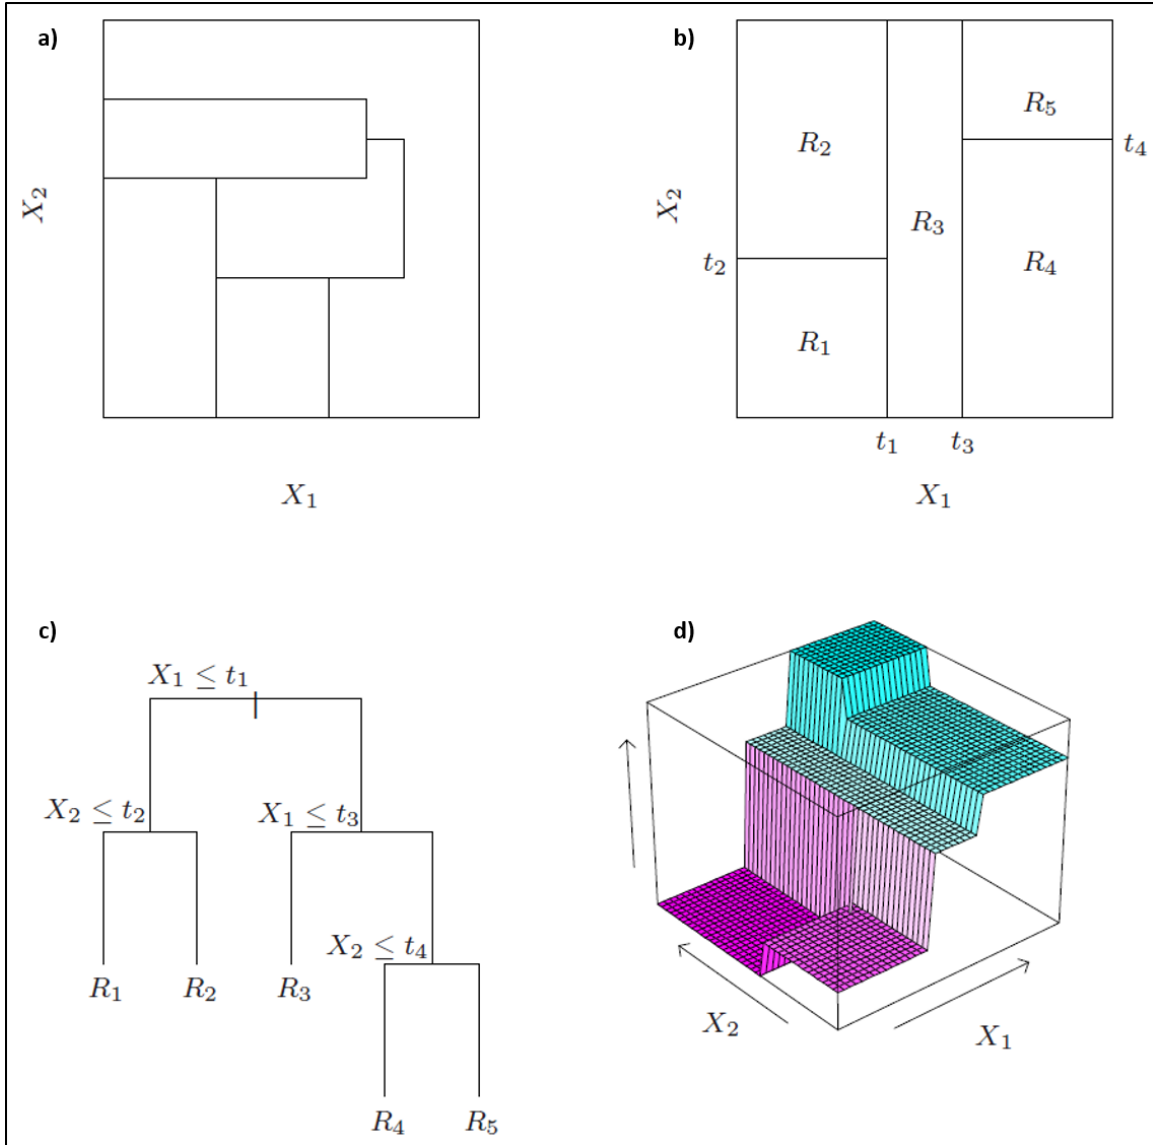 a)
X₂
X₁
b)
X₂
R₂
R₅
t₄
R₃
t₂
R₄
R₁
t₁ t₃
X₁
c)
X₁ ≤ t₁
X₂ ≤ t₂ X₁ ≤ t₃
X₂ ≤ t₄
R₁ R₂ R₃
R₄ R₅
d)
X₂
X₁